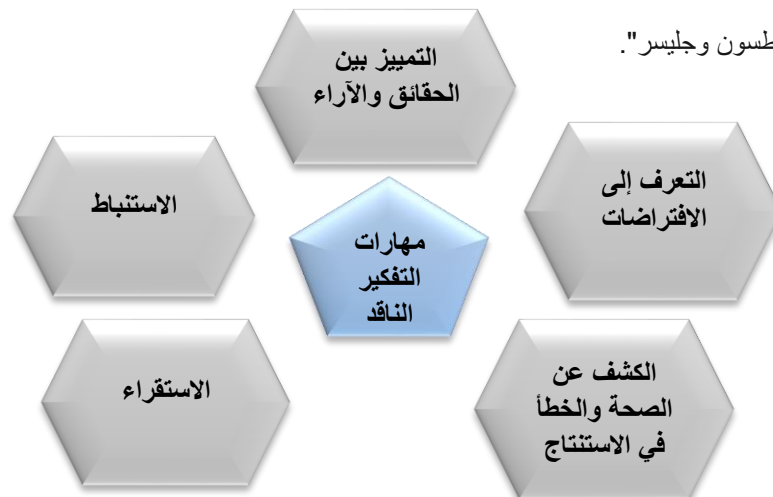 طسون وجليسر".
التمييز بين
الحقائق والآراء
التعرف إلى
الافتراضات
الاستنباط
مهارات
التفكير
الناقد
الكشف عن
الصحة والخطأ
في الاستنتاج
الاستقراء